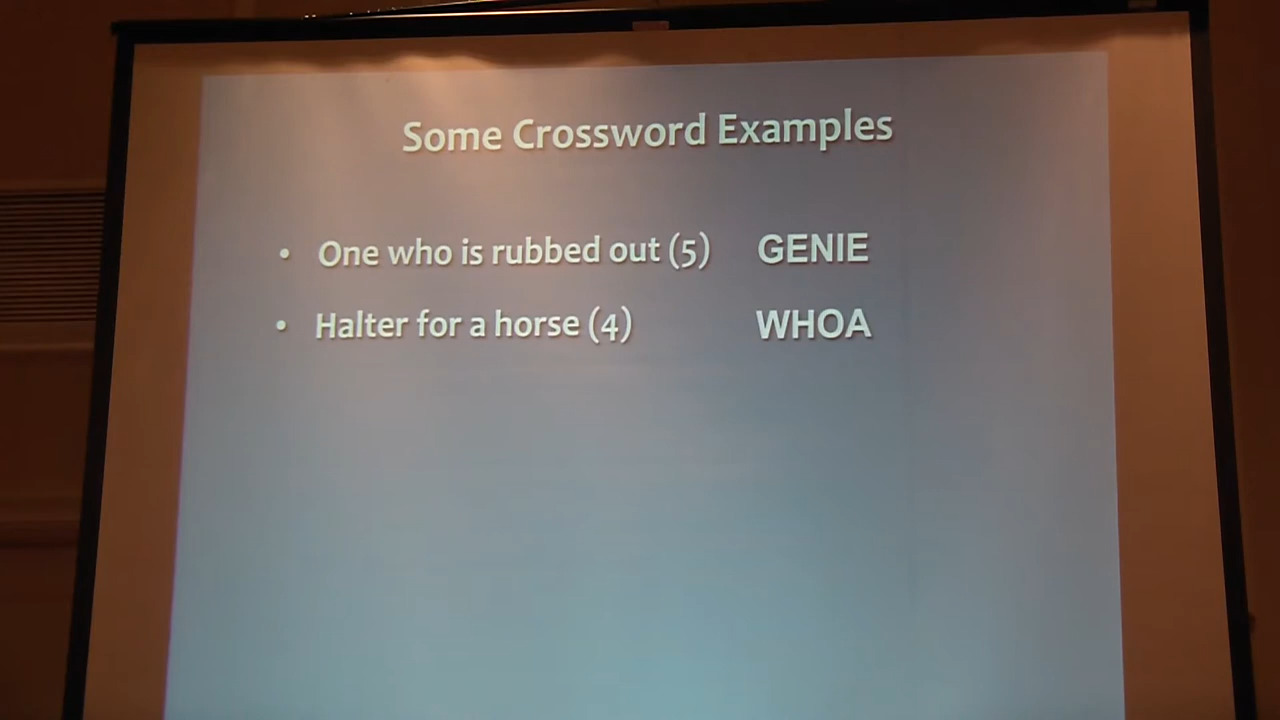 Some Crossword Examples
• One who is rubbed out (5) GENIE
• Halter for a horse (4) WHOA